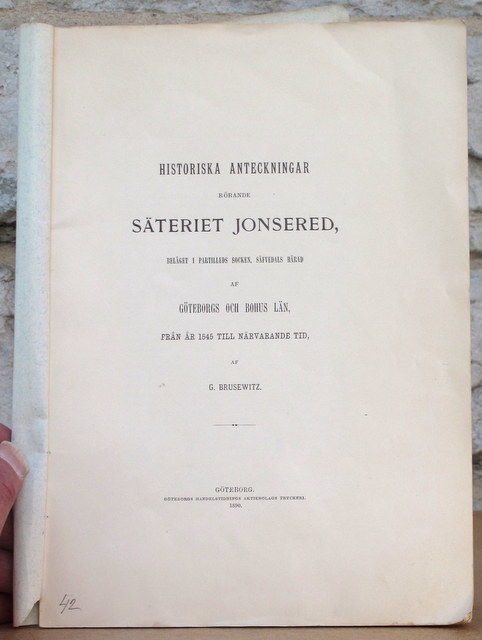 HISTORISKA ANTECKNINGAR
RÖRANDE
SÄTERIET JONSERED,
BELÄGET I PARTILLEDS SOCKEN, SÄFVEDALS HÄRAD
AF
GÖTEBORGS OCH BOHUS LÄN,
FRÅN ÅR 1545 TILL NÄRVARANDE TID,
AF
G. BRUSEWITZ.
GÖTEBORG.
GÖTEBORGS HANDELSTIDNINGS AKTIEBOLAGS TRYCKERI.
1890.
42